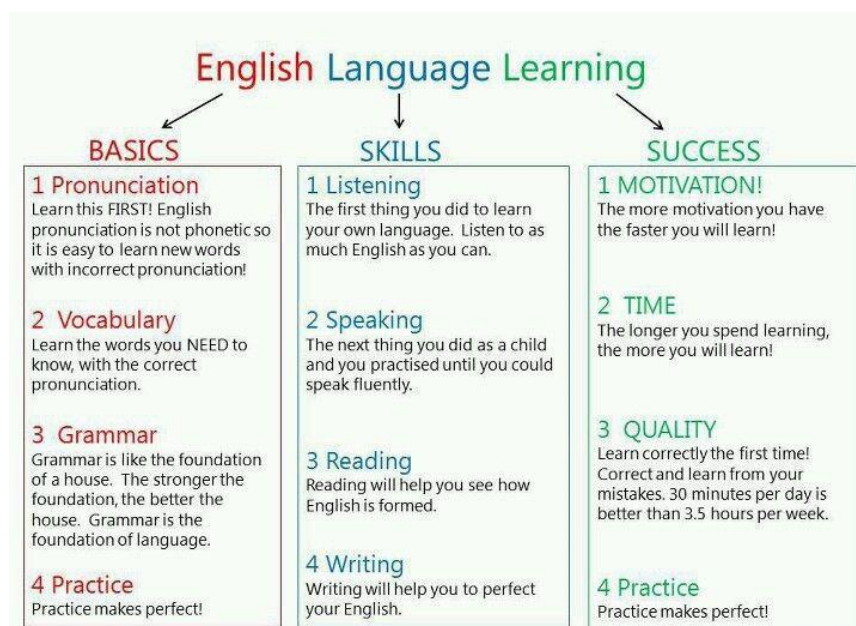 English Language Learning
BASICS
1 Pronunciation
Learn this FIRST! English
pronunciation is not phonetic so
it is easy to learn new words
with incorrect pronunciation!
2 Vocabulary
Learn the words you NEED to
know, with the correct
pronunciation.
3 Grammar
Grammar is like the foundation
of a house. The stronger the
foundation, the better the
house. Grammar is the
foundation of language.
4 Practice
Practice makes perfect!
SKILLS
1 Listening
The first thing you did to learn
your own language. Listen to as
much English as you can.
2 Speaking
The next thing you did as a child
and you practised until you could
speak fluently.
3 Reading
Reading will help you see how
English is formed.
4 Writing
Writing will help you to perfect
your English.
SUCCESS
1 MOTIVATION!
The more motivation you have
the faster you will learn!
2 TIME
The longer you spend learning,
the more you will learn!
3 QUALITY
Learn correctly the first time!
Correct and learn from your
mistakes. 30 minutes per day is
better than 3.5 hours per week.
4 Practice
Practice makes perfect!